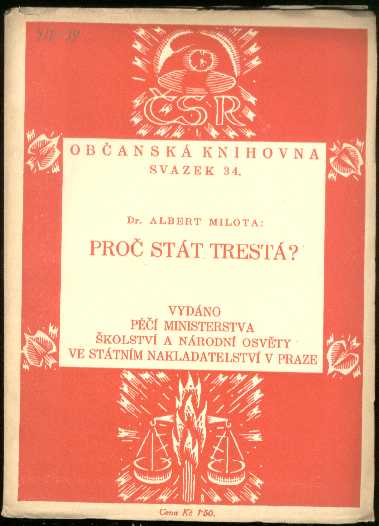 ČSR
OBČANSKÁ KNIHOVNA
SVAZEK 34.
Dr. ALBERT MILOTA:
PROČ STÁT TRESTÁ?
VYDÁNO
PÉČÍ MINISTERSTVA
ŠKOLSTVÍ A NÁRODNÍ OSVĚTY
VE STÁTNÍM NAKLADATELSTVÍ V PRAZE
Cena Kč 1·50.